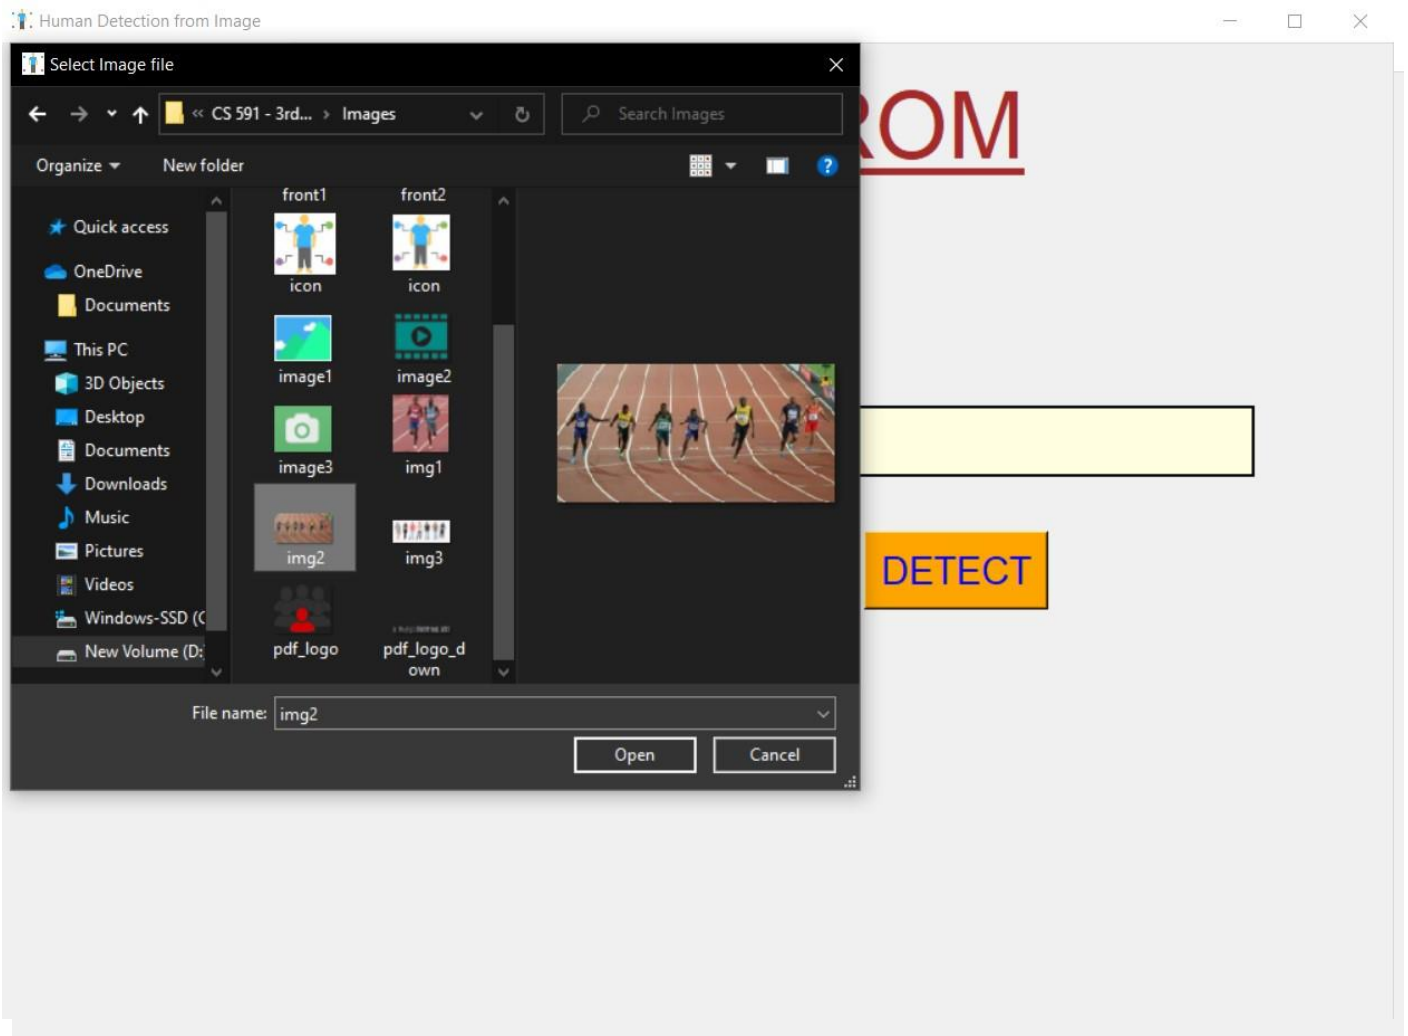 Human Detection from Image
Select Image file
« CS 591 - 3rd... › Images
Search Images
ROM
Organize
New folder
?
Quick access
OneDrive
Documents
This PC
3D Objects
Desktop
Documents
Downloads
Music
Pictures
Videos
Windows-SSD (C
New Volume (D:
front1
front2
icon
icon
image1
image2
image3
img1
img2
img3
pdf_logo
pdf_logo_d
own
DETECT
File name:
img2
Open
Cancel